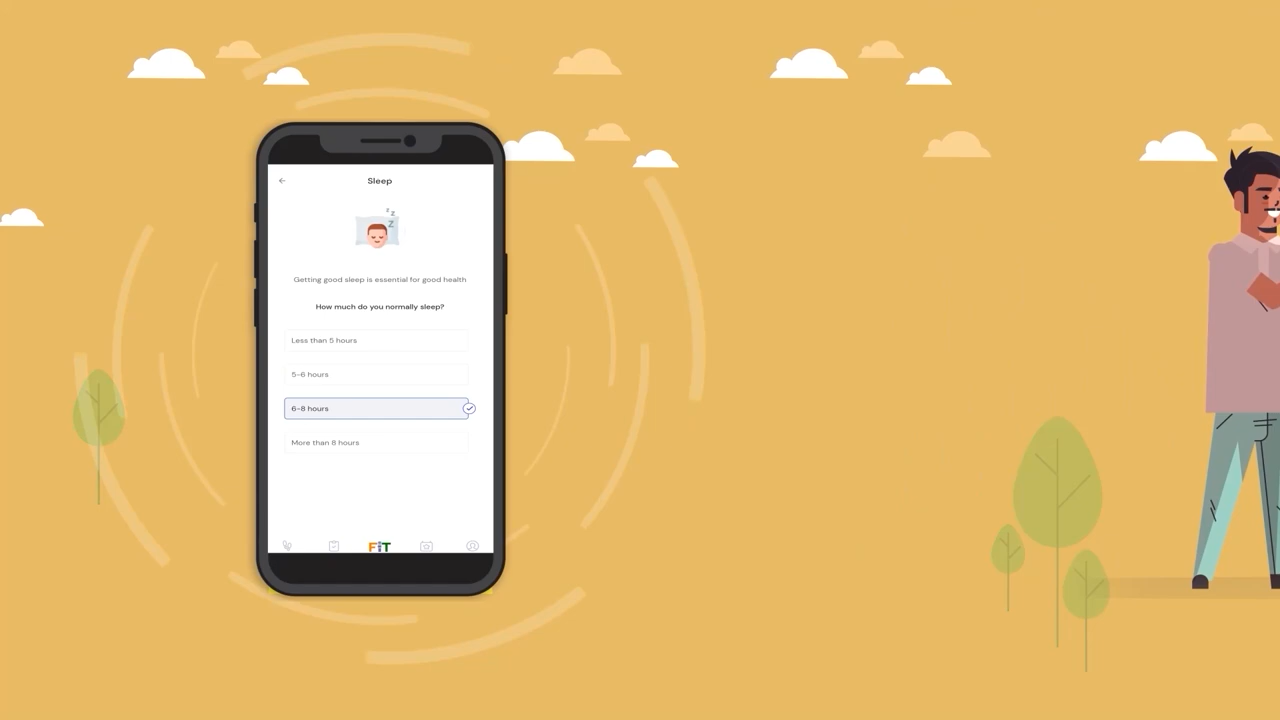 Sleep
z z
z
Getting good sleep is essential for good health
How much do you normally sleep?
Less than 5 hours
5-6 hours
6-8 hours
More than 8 hours
FiT